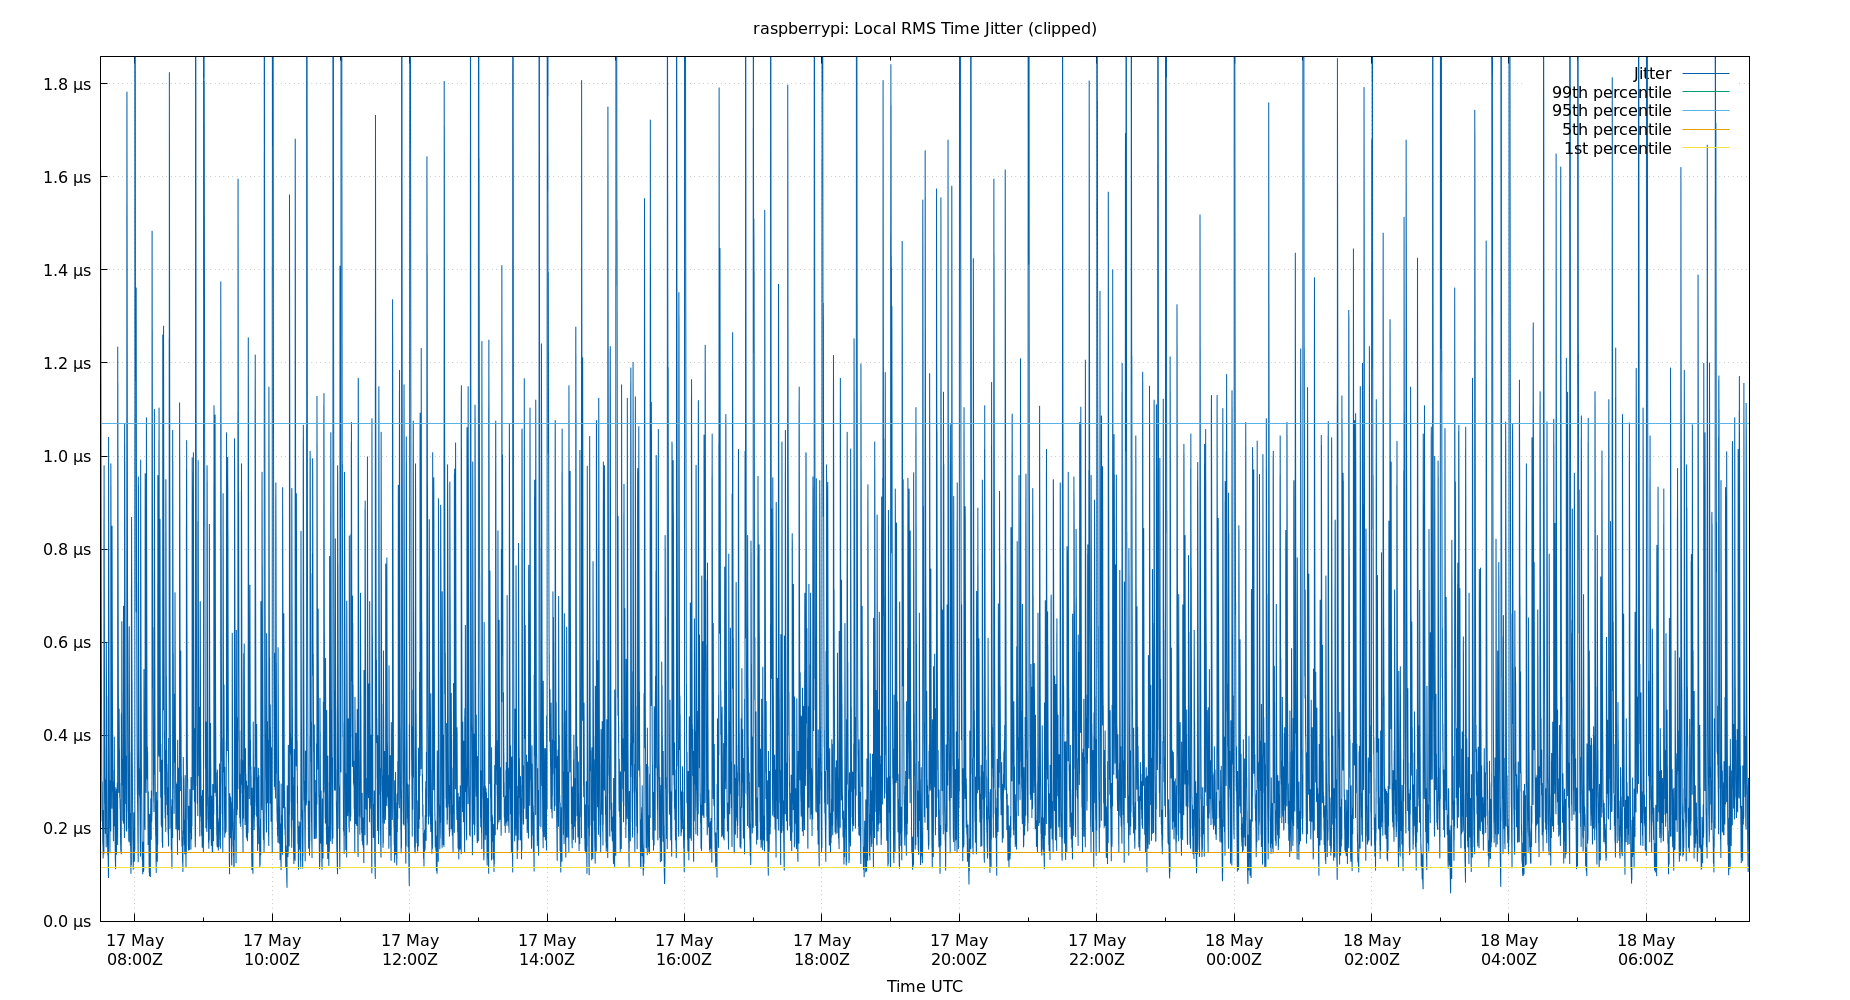 raspberrypi: Local RMS Time Jitter (clipped)
Jitter
99th percentile
95th percentile
5th percentile
1st percentile
1.8 µs
1.6 µs
1.4 µs
1.2 µs
1.0 µs
0.8 µs
0.6 µs
0.4 µs
0.2 µs
0.0 µs
17 May 17 May 17 May 17 May 17 May 17 May 17 May 17 May 18 May 18 May 18 May 18 May
08:00Z 10:00Z 12:00Z 14:00Z 16:00Z 18:00Z 20:00Z 22:00Z 00:00Z 02:00Z 04:00Z 06:00Z
Time UTC